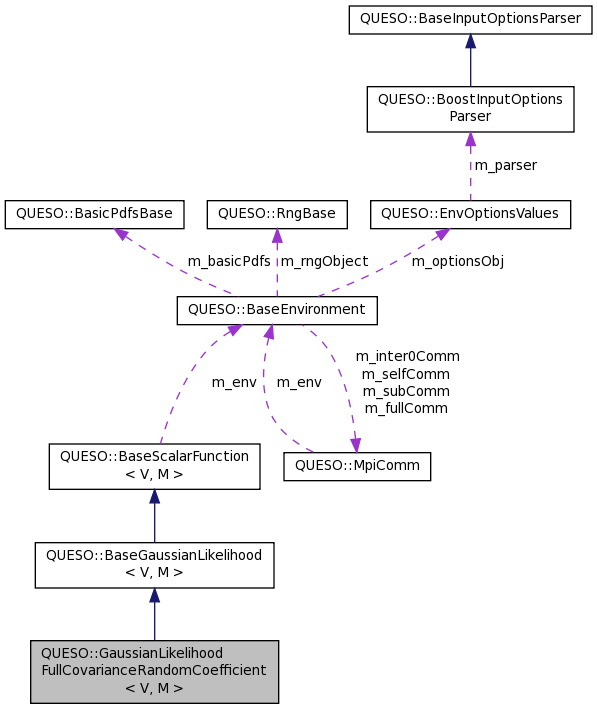 QUESO::BaseInputOptionsParser
QUESO::BoostInputOptions
Parser
m_parser
QUESO::BasicPdfsBase
QUESO::RngBase
QUESO::EnvOptionsValues
m_basicPdfs
m_rngObject
m_optionsObj
QUESO::BaseEnvironment
m_inter0Comm
m_selfComm
m_subComm
m_fullComm
m_env
m_env
QUESO::BaseScalarFunction
< V, M >
QUESO::MpiComm
QUESO::BaseGaussianLikelihood
< V, M >
QUESO::GaussianLikelihood
FullCovarianceRandomCoefficient
< V, M >